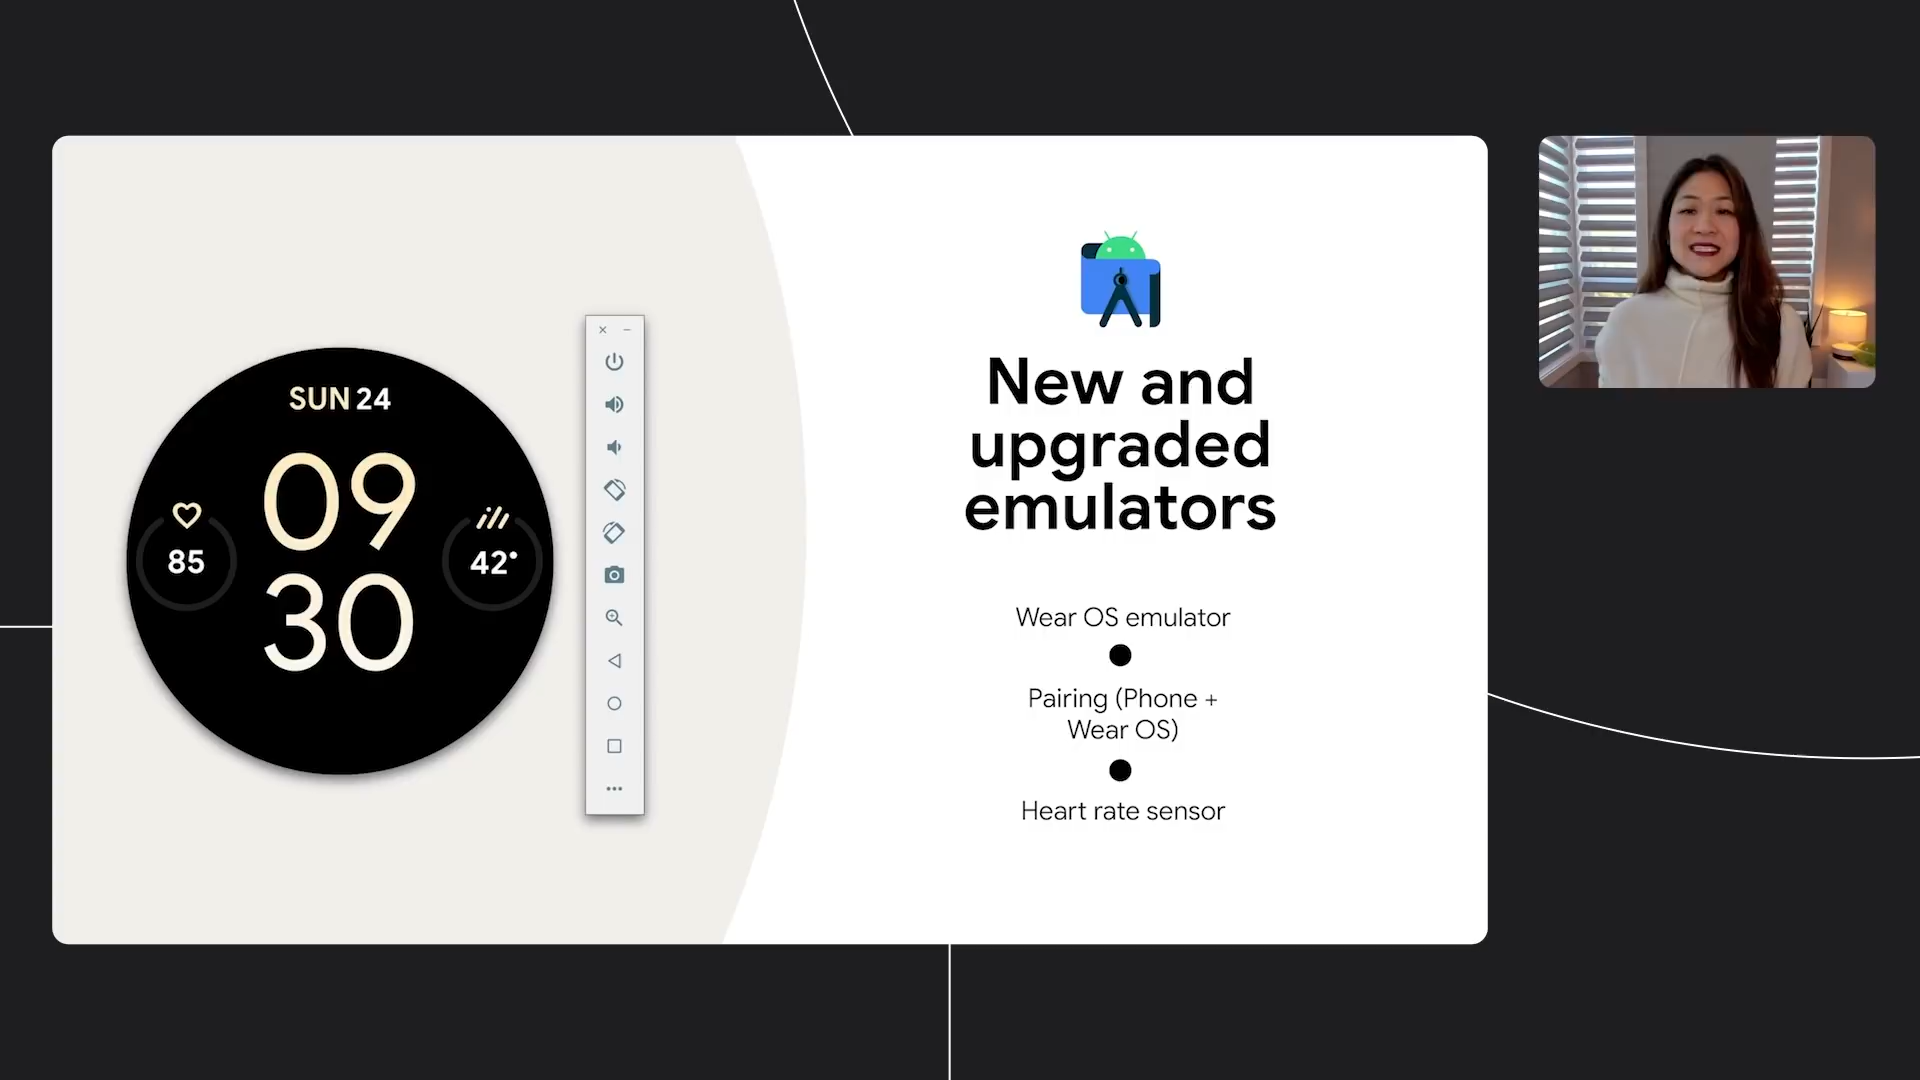 SUN 24
09
30
85
42°
New and
upgraded
emulators
Wear OS emulator
Pairing (Phone +
Wear OS)
Heart rate sensor